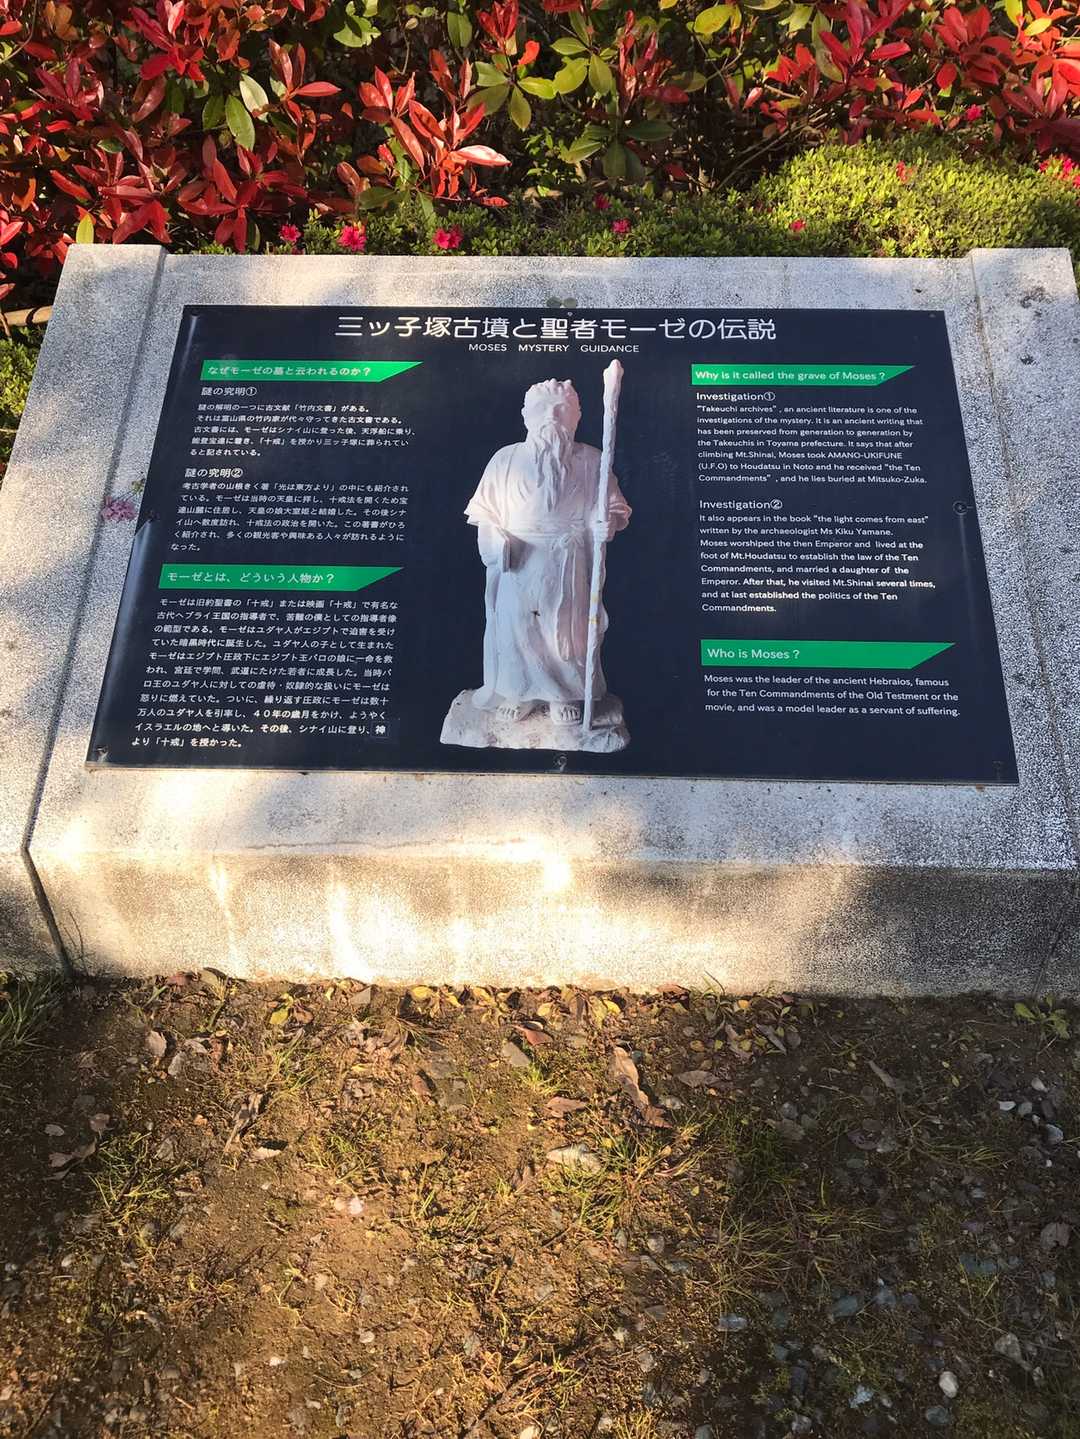 三ッ子塚古墳と聖者モーゼの伝説
MOSES MYSTERY GUIDANCE
なぜモーゼの墓と云われるのか？
謎の究明①
謎の解明の一つに古文献「竹内文書」がある。
それは富山県の竹内家が代々守ってきた古文書である。
古文書には、モーゼはシナイ山に登った後、天浮船に乗り、
能登宝達に着き、「十戒」を授かり三ッ子塚に葬られてい
ると記されている。
謎の究明②
考古学者の山根きく著「光は東方より」の中にも紹介され
ている。モーゼは当時の天皇に拝し、十戒法を開くため宝
達山麓に住居し、天皇の娘大室姫と結婚した。その後シナ
イ山へ数度訪れ、十戒法の政治を開いた。この著書がひろ
く紹介され、多くの観光客や興味ある人々が訪れるように
なった。
モーゼとは、どういう人物か？
モーゼは旧約聖書の「十戒」または映画「十戒」で有名な
古代ヘブライ王国の指導者で、苦難の僕としての指導者像
の範型である。モーゼはユダヤ人がエジプトで迫害を受け
ていた暗黒時代に誕生した。ユダヤ人の子として生まれた
モーゼはエジプト圧政下にエジプト王パロの娘に一命を救
われ、宮廷で学問、武道にたけた若者に成長した。当時パ
ロ王のユダヤ人に対しての虐待・奴隷的な扱いにモーゼは
怒りに燃えていた。ついに、繰り返す圧政にモーゼは数十
万人のユダヤ人を引率し、４０年の歳月をかけ、ようやく
イスラエルの地へと導いた。その後、シナイ山に登り、神
より「十戒」を授かった。
Why is it called the grave of Moses ?
Investigation①
"Takeuchi archives" , an ancient literature is one of the
investigations of the mystery. It is an ancient writing that
has been preserved from generation to generation by
the Takeuchis in Toyama prefecture. It says that after
climbing Mt.Shinai, Moses took AMANO-UKIFUNE
(U.F.O) to Houdatsu in Noto and he received "the Ten
Commandments" , and he lies buried at Mitsuko-Zuka.
Investigation②
It also appears in the book "the light comes from east"
written by the archaeologist Ms Kiku Yamane.
Moses worshiped the then Emperor and lived at the
foot of Mt.Houdatsu to establish the law of the Ten
Commandments, and married a daughter of the
Emperor. After that, he visited Mt.Shinai several times,
and at last established the politics of the Ten
Commandments.
Who is Moses ?
Moses was the leader of the ancient Hebraios, famous
for the Ten Commandments of the Old Testment or the
movie, and was a model leader as a servant of suffering.